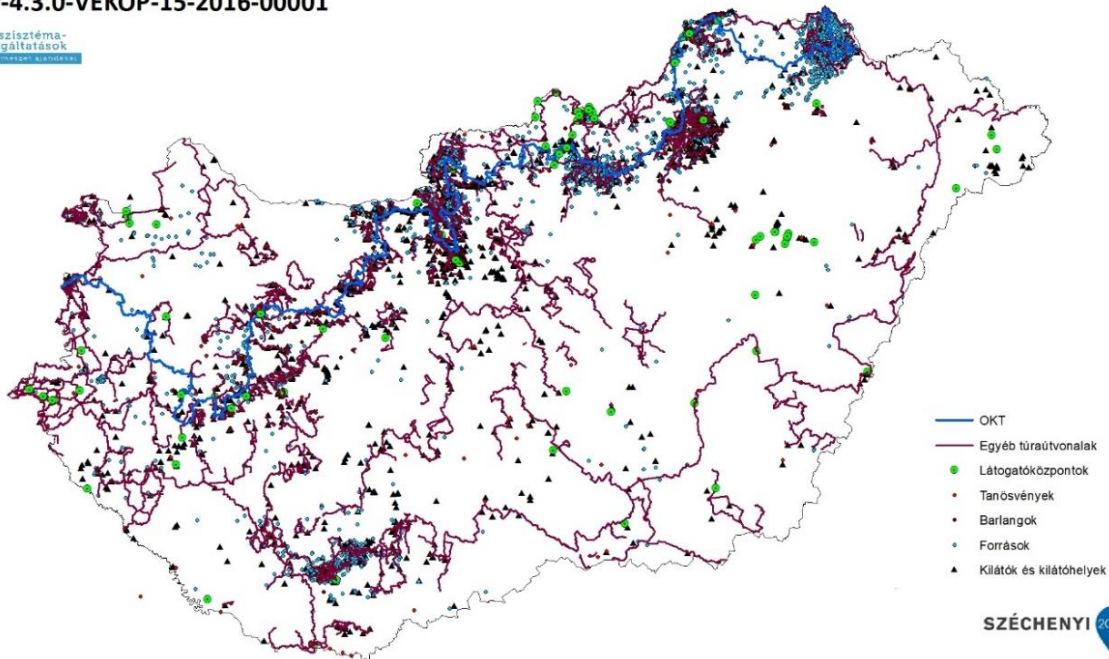 -4.3.0-VEKOP-15-2016-00001
szisztéma-
gáltatások
OKT
Egyéb túraútvonalak
Látogatóközpontok
Tanösvények
Barlangok
Források
Kilátók és kilátóhelyek
SZÉCHENYI 20